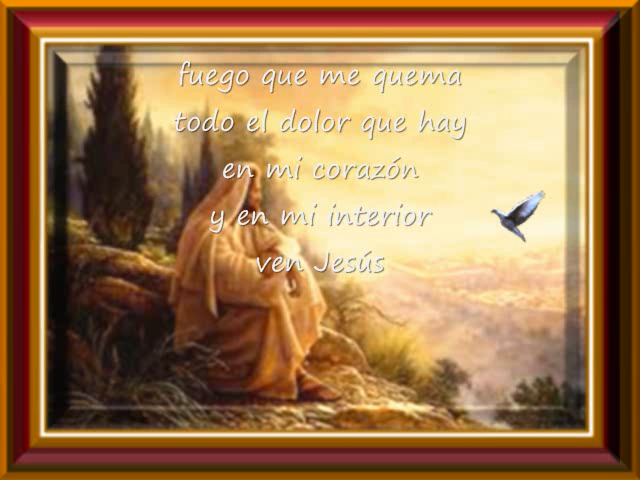 fuego que me quema
todo el dolor que hay
en mi corazón
y en mi interior
ven Jesús